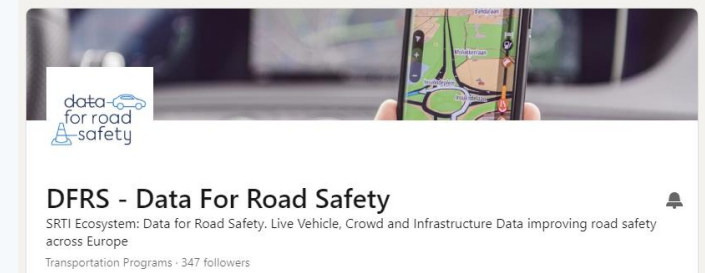 data
for road
safety
DFRS - Data For Road Safety
SRTI Ecosystem: Data for Road Safety. Live Vehicle, Crowd and Infrastructure Data improving road safety
across Europe
Transportation Programs · 347 followers